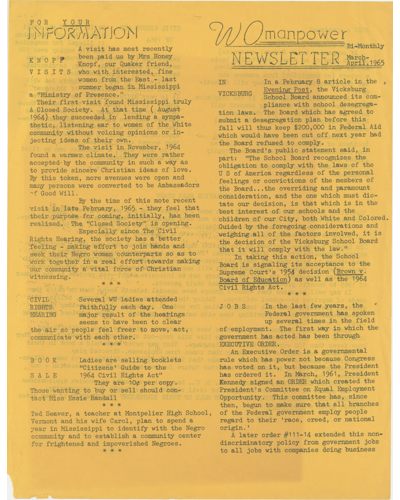 FOR YOUR
INFORMATION
A visit has most recently
KNOPF been paid us by Mrs Honey
Knopf, our Quaker friend,
VISITS who with interested, fine
women from the East - last
summer began in Mississippi
a "Ministry of Presence."
Their first-visit found Mississippi truly
A Closed Society. At that time ( August
1964) they succeeded in lending a sympa-
thetic, listening ear to women of the White
community without voicing opinions or in-
jecting ideas of their own.
The visit in November, 1964
found a warmer climate. They were rather
accepted by the community in such a way as
to provide sincere Christian ideas of love.
By this token, more avenues were open and
many persons were converted to be Ambassadors
of Good Will.
By the time of this note recent
visit in late February, 1965 - they feel that
their purpose for coming, initially, has been
realized. The "Closed Society" is opening.
Especially since The Civil
Rights Hearing, the society has a better
feeling - making effort to join hands and
seek their Negro women counterparts so as to
work together in a real effort towards making
our community a vital force of Christian
witnessing.
* * *
CIVIL Several WU ladies attended
RIGHTS faithfully each day. One
HEARING major result of the hearings
seems to have been to clear
the air so people feel freer to move, act,
communicate with each other.
* * *
BOOK Ladies are selling booklets
"Citizens' Guide to the
SALE 1964 Civil Rights Act"
They are 10¢ per copy.
Those wanting to buy or sell should con-
tact Miss Essie Randall
* * *
Ted Seaver, a teacher at Montpelier High School,
Vermont and his wife Carol, plan to spend a
year in Mississippi to identify with the Negro
community and to establish a community center
for frightened and impoverished Negroes.
* * *
WOmanpower
Bi-Monthly
NEWSLETTER March-
April, 1965
IN In a February 8 article in the
Evening Post, the Vicksburg
VICKSBURG School Board announced its com-
pliance with school desegrega-
tion laws. The Board which has agreed to
submit a desegregation plan before this
fall will thus keep $200,000 in Federal Aid
which would have been cut off next year had
the Board refused to comply.
The Board's public statement said, in
part: "The School Board recognizes the
obligation to comply with the laws of the
U S of America regardless of the personal
feelings or convictions of the members of
the Board...the overriding and paramount
consideration, and the one which must dic-
tate our decision, is that which is in the
best interest of our schools and the
children of our City, both White and Colored.
Guided by the foregoing considerations and
weighing all of the factors involved, it is
the decision of the Vicksburg School Board
that it will comply with the law."
In taking this action, the School
Board is signaling its acceptance to the
Supreme Court's 1954 decision (Brown v.
Board of Education) as well as the 1964
Civil Rights Act.
* * *
JOBS In the last few years, the
Federal government has spoken
up several times in the field
of employment. The first way in which the
government has acted has been through
EXECUTIVE ORDER.
An Executive Order is a governmental
rule which has power not because Congress
has voted on it, but because the President
has ordered it. In March, 1961, President
Kennedy signed an ORDER which created the
President's Committee on Equal Employment
Opportunity. This committee has, since
then, begun to make sure that all branches
of the Federal government employ people
regard to their 'race, creed, or national
origin.'
A later order #111-14 extended this non-
discriminatory policy from government jobs
to all jobs with companies doing business